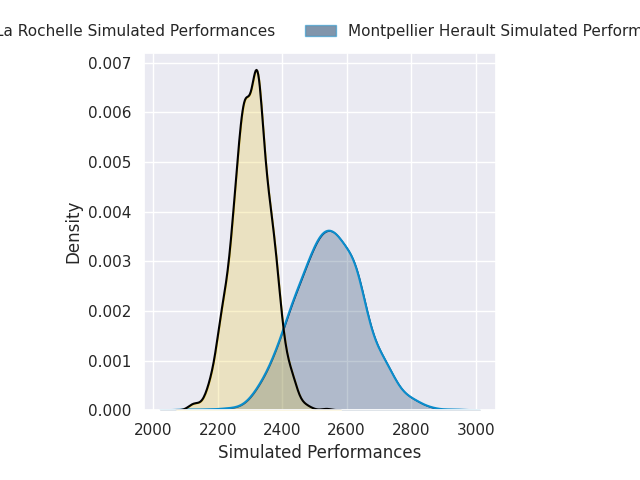 La Rochelle Simulated Performances
Montpellier Herault Simulated Perform
0.007
0.006
0.005
0.004
0.003
0.002
0.001
0.000
Density
2000 2200 2400 2600 2800 3000
Simulated Performances